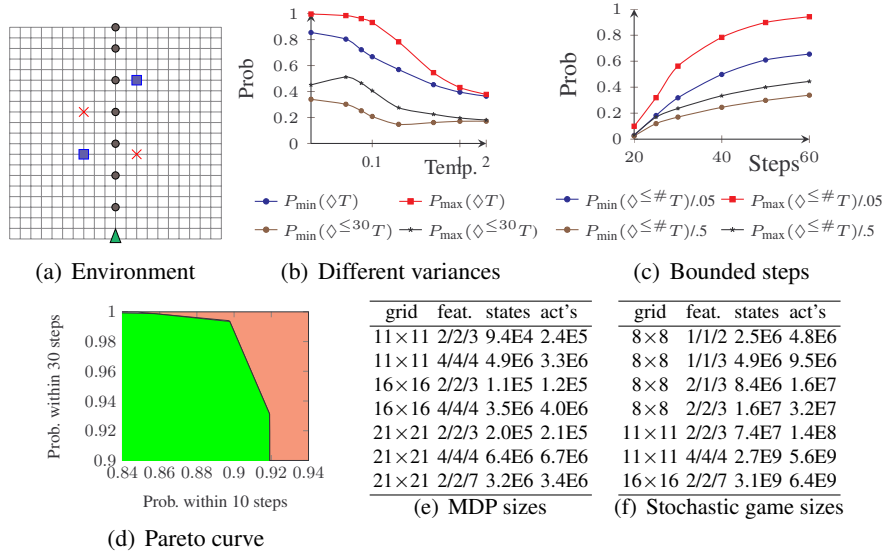 1
0.8
0.6
0.4
0.2
0
Prob
0.1
1
2
Temp.
1
0.8
0.6
0.4
0.2
0
Prob
20
40
60
Steps
P_min(◊T)
P_max(◊T)
P_min(◊≤30T)
P_max(◊≤30T)
P_min(◊≤#T)/.05
P_max(◊≤#T)/.05
P_min(◊≤#T)/.5
P_max(◊≤#T)/.5
(a) Environment
(b) Different variances
(c) Bounded steps
Prob. within 30 steps
1
0.98
0.96
0.94
0.92
0.9
0.84 0.86 0.88 0.9 0.92 0.94
Prob. within 10 steps
(d) Pareto curve
grid feat. states act's
11×11 2/2/3 9.4E4 2.4E5
11×11 4/4/4 4.9E6 3.3E6
16×16 2/2/3 1.1E5 1.2E5
16×16 4/4/4 3.5E6 4.0E6
21×21 2/2/3 2.0E5 2.1E5
21×21 4/4/4 6.4E6 6.7E6
21×21 2/2/7 3.2E6 3.4E6
(e) MDP sizes
grid feat. states act's
8×8 1/1/2 2.5E6 4.8E6
8×8 1/1/3 4.9E6 9.5E6
8×8 2/1/3 8.4E6 1.6E7
8×8 2/2/3 1.6E7 3.2E7
11×11 2/2/3 7.4E7 1.4E8
11×11 4/4/4 2.7E9 5.6E9
16×16 2/2/7 3.1E9 6.4E9
(f) Stochastic game sizes